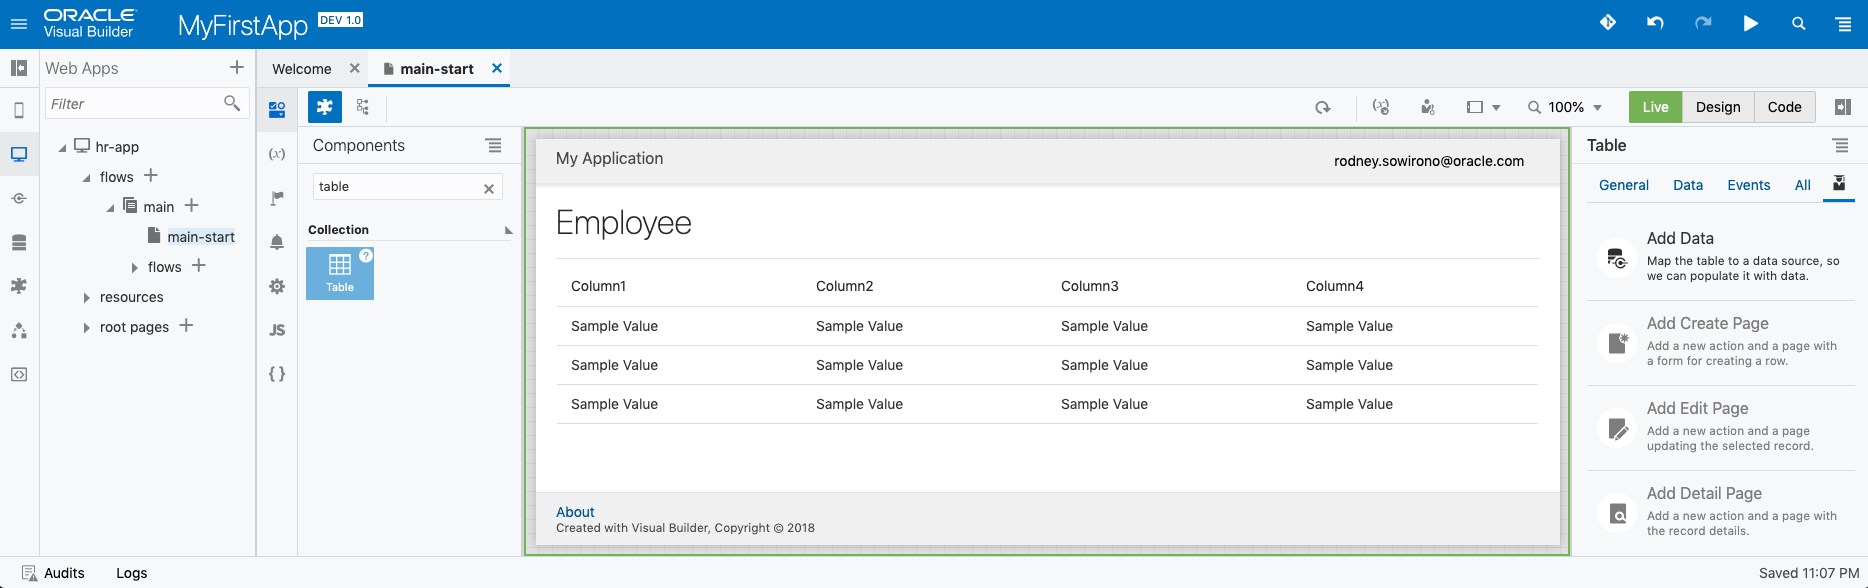 ORACLE
Visual Builder
MyFirstApp DEV 1.0
Web Apps
Welcome
main-start
Filter
hr-app
flows
main
main-start
flows
resources
root pages
(x)
JS
{ }
100%
Live Design Code
Components
table
Collection
?
Table
My Application
rodney.sowirono@oracle.com
Employee
Column1 Column2 Column3 Column4
Sample Value Sample Value Sample Value Sample Value
Sample Value Sample Value Sample Value Sample Value
Sample Value Sample Value Sample Value Sample Value
About
Created with Visual Builder, Copyright © 2018
Table
General Data Events All
Add Data
Map the table to a data source, so
we can populate it with data.
Add Create Page
Add a new action and a page with
a form for creating a row.
Add Edit Page
Add a new action and a page
updating the selected record.
Add Detail Page
Add a new action and a page with
the record details.
Audits Logs
Saved 11:07 PM